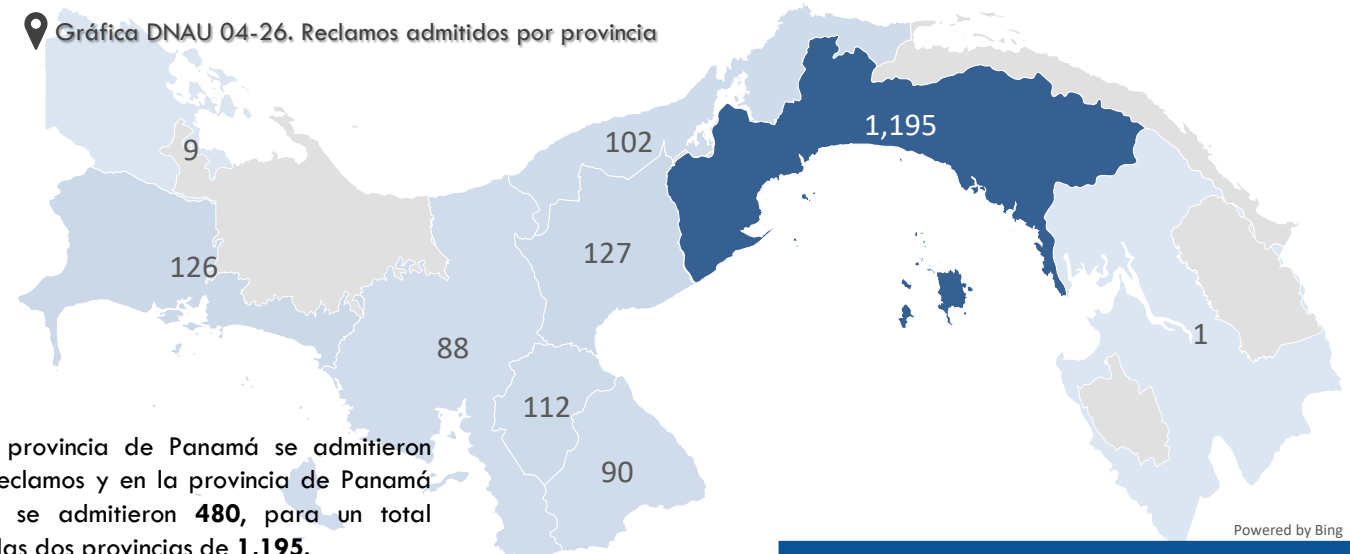 Gráfica DNAU 04-26. Reclamos admitidos por provincia
1,195
102
9
127
126
1
88
112
90
provincia de Panamá se admitieron
eclamos y en la provincia de Panamá
se admitieron 480, para un total
las dos provincias de 1,195.
Powered by Bing